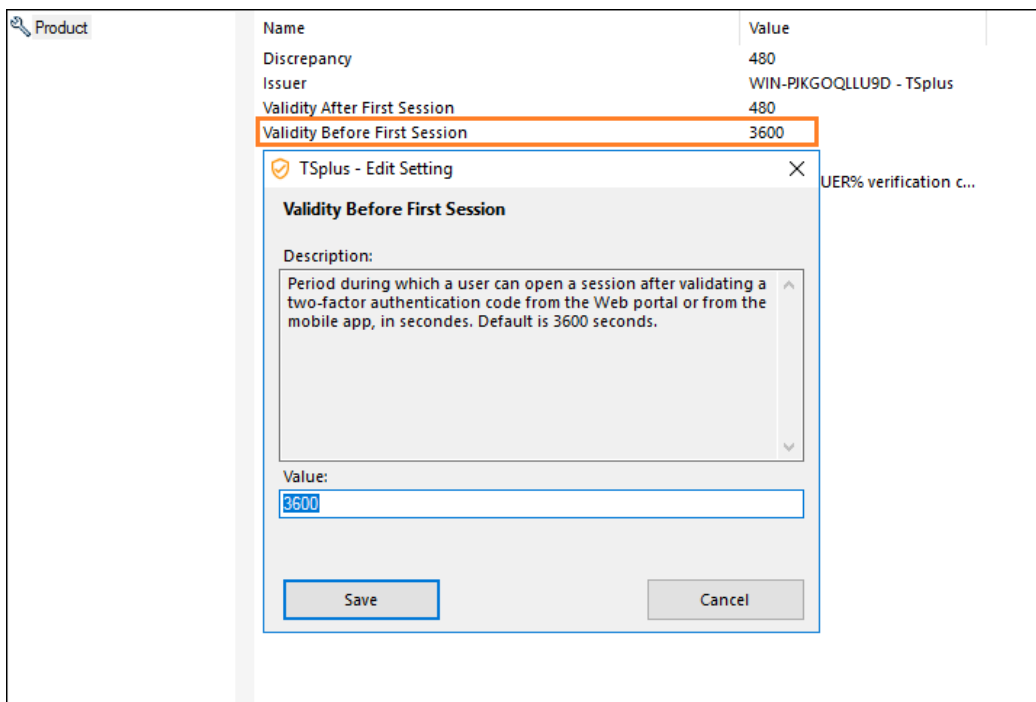 Product
Name Value
Discrepancy 480
Issuer WIN-PJKGOQLLU9D - TSplus
Validity After First Session 480
Validity Before First Session 3600
TSplus - Edit Setting
UER% verification c...
Validity Before First Session
Description:
Period during which a user can open a session after validating a
two-factor authentication code from the Web portal or from the
mobile app, in secondes. Default is 3600 seconds.
Value:
3600
Save Cancel